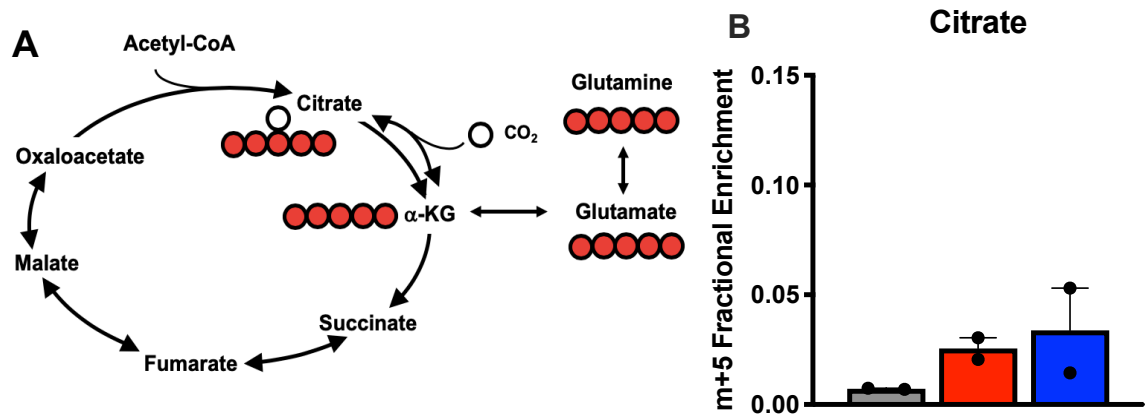 A
Acetyl-CoA
Citrate
CO₂
Glutamine
Oxaloacetate
α-KG
Glutamate
Malate
Succinate
Fumarate
B
Citrate
m+5 Fractional Enrichment
0.15
0.10
0.05
0.00